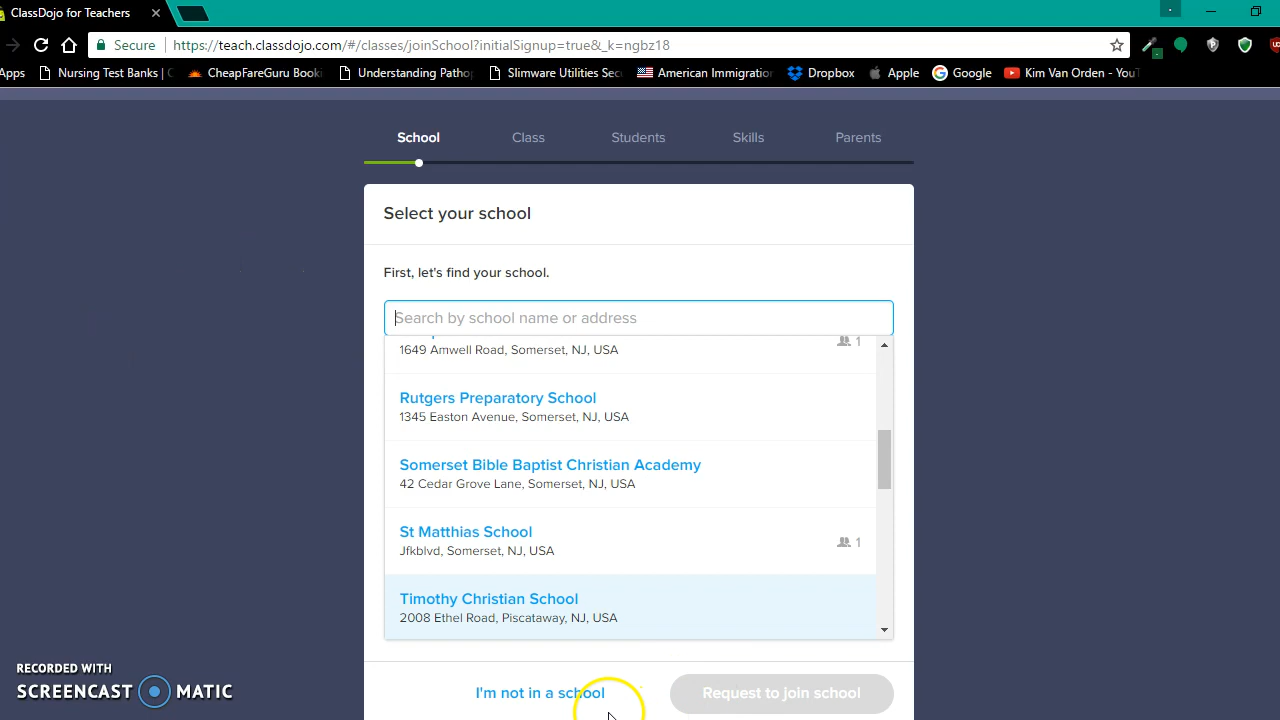 ClassDojo for Teachers
Secure https://teach.classdojo.com/#/classes/joinSchool?initialSignup=true&_k=ngbz18
Apps Nursing Test Banks | CheapFareGuru Booki Understanding Pathop Slimware Utilities Sec American Immigration Dropbox Apple Google Kim Van Orden - You
School Class Students Skills Parents
Select your school
First, let's find your school.
Search by school name or address
1649 Amwell Road, Somerset, NJ, USA 1
Rutgers Preparatory School
1345 Easton Avenue, Somerset, NJ, USA
Somerset Bible Baptist Christian Academy
42 Cedar Grove Lane, Somerset, NJ, USA
St Matthias School
Jfkblvd, Somerset, NJ, USA 1
Timothy Christian School
2008 Ethel Road, Piscataway, NJ, USA
I'm not in a school Request to join school
RECORDED WITH
SCREENCAST MATIC